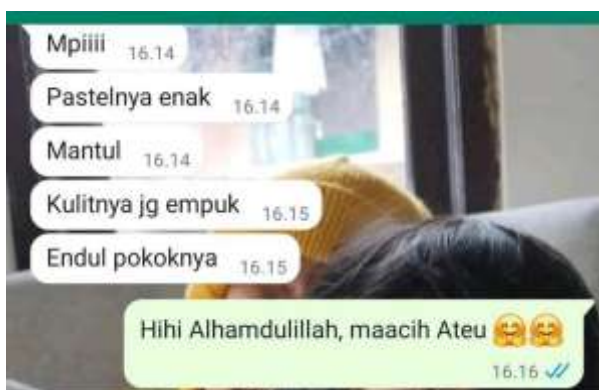 Mpiiii 16.14
Pastelnya enak 16.14
Mantul 16.14
Kulitnya jg empuk 16.15
Endul pokoknya 16.15
Hihi Alhamdulillah, maacih Ateu 🤗🤗
16.16